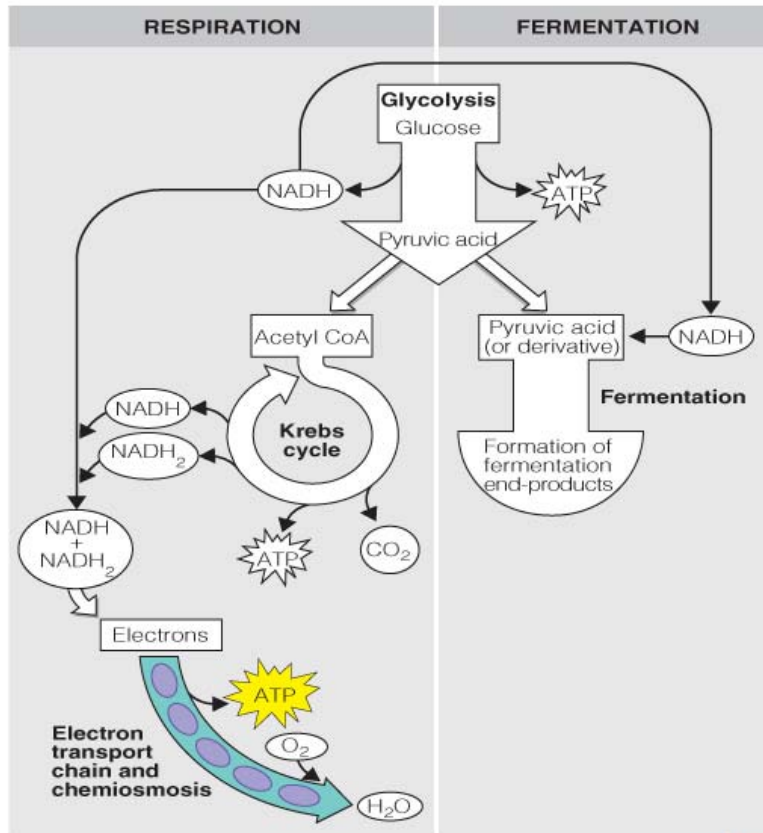 RESPIRATION
FERMENTATION
Glycolysis
Glucose
NADH
ATP
Pyruvic acid
Acetyl CoA
Pyruvic acid
(or derivative)
NADH
Fermentation
NADH
NADH2
Krebs
cycle
Formation of
fermentation
end-products
NADH
+
NADH2
ATP
CO2
Electrons
ATP
Electron
transport
chain and
chemiosmosis
O2
H2O